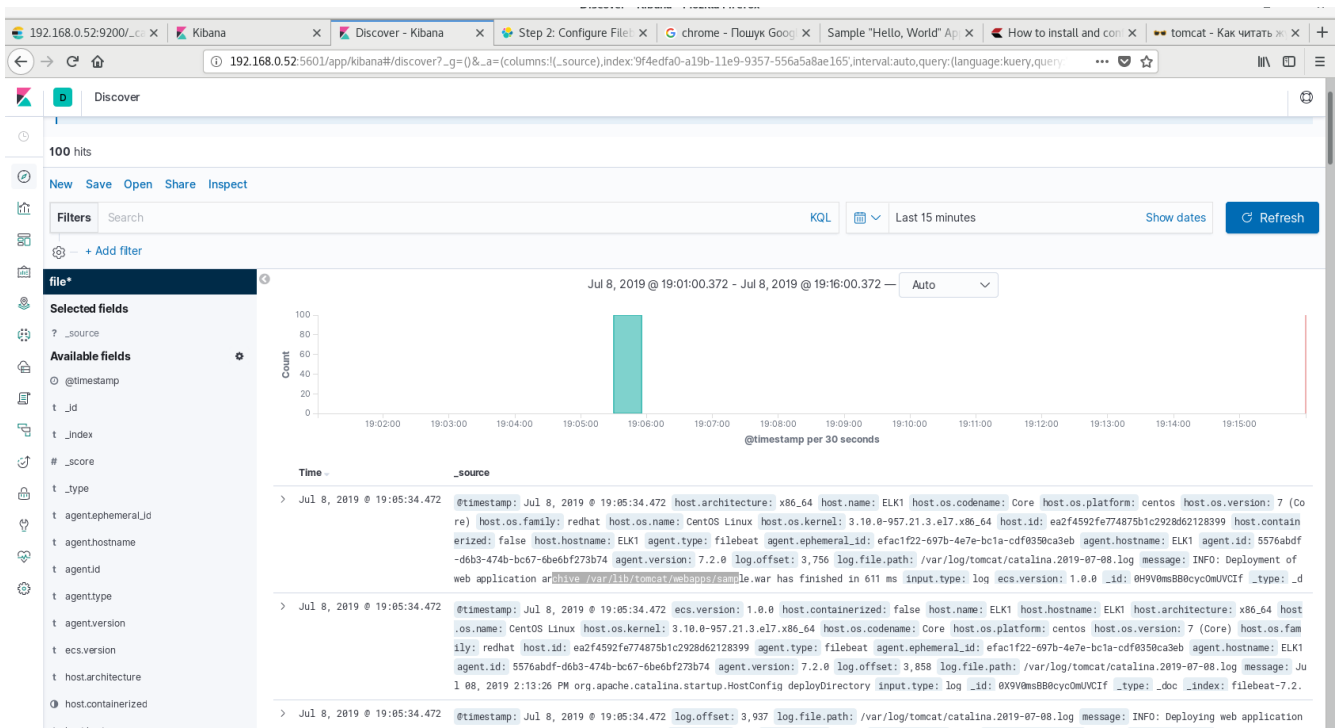 192.168.0.52:9200/_ca
Kibana
Discover - Kibana
Step 2: Configure Fileb
chrome - Пошук Goog
Sample "Hello, World" Ap
How to install and con
tomcat - Как читать ж
192.168.0.52:5601/app/kibana#/discover?_g=()&_a=(columns:!(_source),index:'9f4edfa0-a19b-11e9-9357-556a5a8ae165',interval:auto,query:(language:kuery,query
D Discover
100 hits
New Save Open Share Inspect
Filters Search KQL Last 15 minutes Show dates Refresh
+ Add filter
file*
Selected fields
? _source
Available fields
@timestamp
t _id
t _index
# _score
t _type
t agent.ephemeral_id
t agent.hostname
t agent.id
t agent.type
t agent.version
t ecs.version
t host.architecture
host.containerized
Jul 8, 2019 @ 19:01:00.372 - Jul 8, 2019 @ 19:16:00.372 — Auto
Count
100
80
60
40
20
0
19:02:00 19:03:00 19:04:00 19:05:00 19:06:00 19:07:00 19:08:00 19:09:00 19:10:00 19:11:00 19:12:00 19:13:00 19:14:00 19:15:00
@timestamp per 30 seconds
Time _source
Jul 8, 2019 @ 19:05:34.472 @timestamp: Jul 8, 2019 @ 19:05:34.472 host.architecture: x86_64 host.name: ELK1 host.os.codename: Core host.os.platform: centos host.os.version: 7 (Co
re) host.os.family: redhat host.os.name: CentOS Linux host.os.kernel: 3.10.0-957.21.3.el7.x86_64 host.id: ea2f4592fe774875b1c2928d62128399 host.contain
erized: false host.hostname: ELK1 agent.type: filebeat agent.ephemeral_id: efac1f22-697b-4e7e-bc1a-cdf0350ca3eb agent.hostname: ELK1 agent.id: 5576abdf
-d6b3-474b-bc67-6be6bf273b74 agent.version: 7.2.0 log.offset: 3,756 log.file.path: /var/log/tomcat/catalina.2019-07-08.log message: INFO: Deployment of
web application archive /var/lib/tomcat/webapps/sample.war has finished in 611 ms input.type: log ecs.version: 1.0.0 _id: 0H9V0msBB0cycOmUVCIf _type: _d
Jul 8, 2019 @ 19:05:34.472 @timestamp: Jul 8, 2019 @ 19:05:34.472 ecs.version: 1.0.0 host.containerized: false host.name: ELK1 host.hostname: ELK1 host.architecture: x86_64 host
.os.name: CentOS Linux host.os.kernel: 3.10.0-957.21.3.el7.x86_64 host.os.codename: Core host.os.platform: centos host.os.version: 7 (Core) host.os.fam
ily: redhat host.id: ea2f4592fe774875b1c2928d62128399 agent.type: filebeat agent.ephemeral_id: efac1f22-697b-4e7e-bc1a-cdf0350ca3eb agent.hostname: ELK1
agent.id: 5576abdf-d6b3-474b-bc67-6be6bf273b74 agent.version: 7.2.0 log.offset: 3,858 log.file.path: /var/log/tomcat/catalina.2019-07-08.log message: Ju
l 08, 2019 2:13:26 PM org.apache.catalina.startup.HostConfig deployDirectory input.type: log _id: 0X9V0msBB0cycOmUVCIf _type: _doc _index: filebeat-7.2.
Jul 8, 2019 @ 19:05:34.472 @timestamp: Jul 8, 2019 @ 19:05:34.472 log.offset: 3,937 log.file.path: /var/log/tomcat/catalina.2019-07-08.log message: INFO: Deploying web application